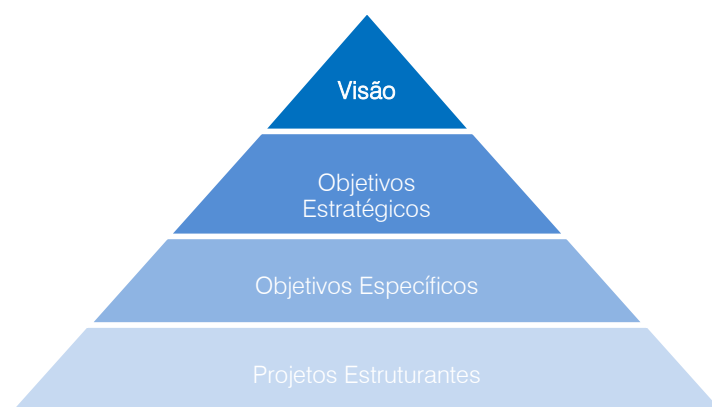 Visão
Objetivos
Estratégicos
Objetivos Específicos
Projetos Estruturantes